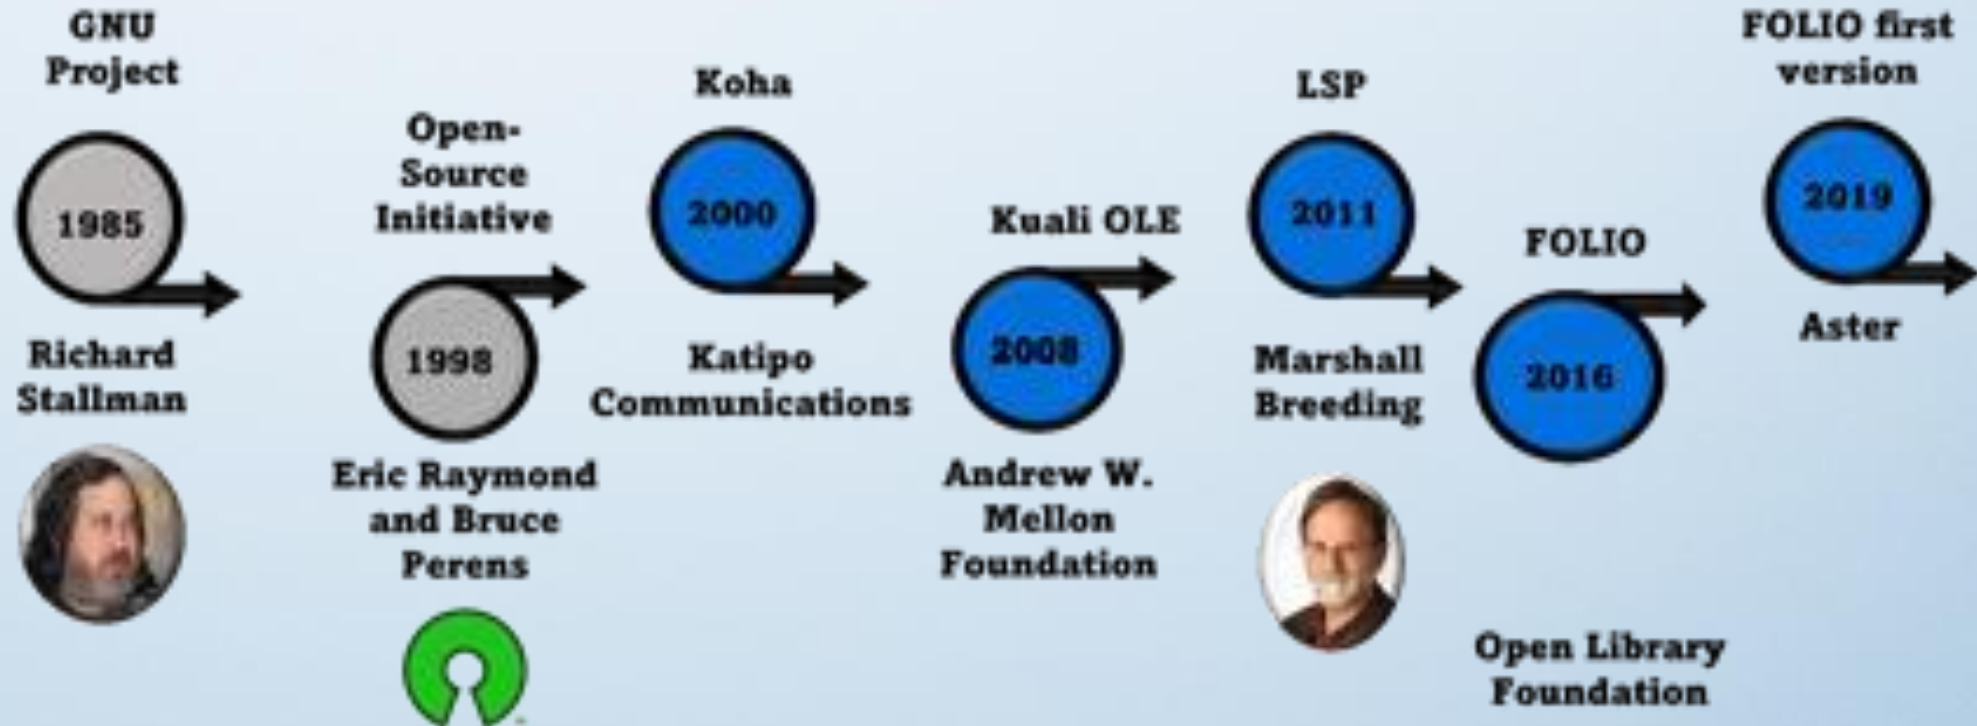 GNU
Project
1985
Richard
Stallman
Open-
Source
Initiative
1998
Eric Raymond
and Bruce
Perens
Koha
2000
Katipo
Communications
Kuali OLE
2008
Andrew W.
Mellon
Foundation
LSP
2011
Marshall
Breeding
FOLIO
2016
Open Library
Foundation
FOLIO first
version
2019
Aster